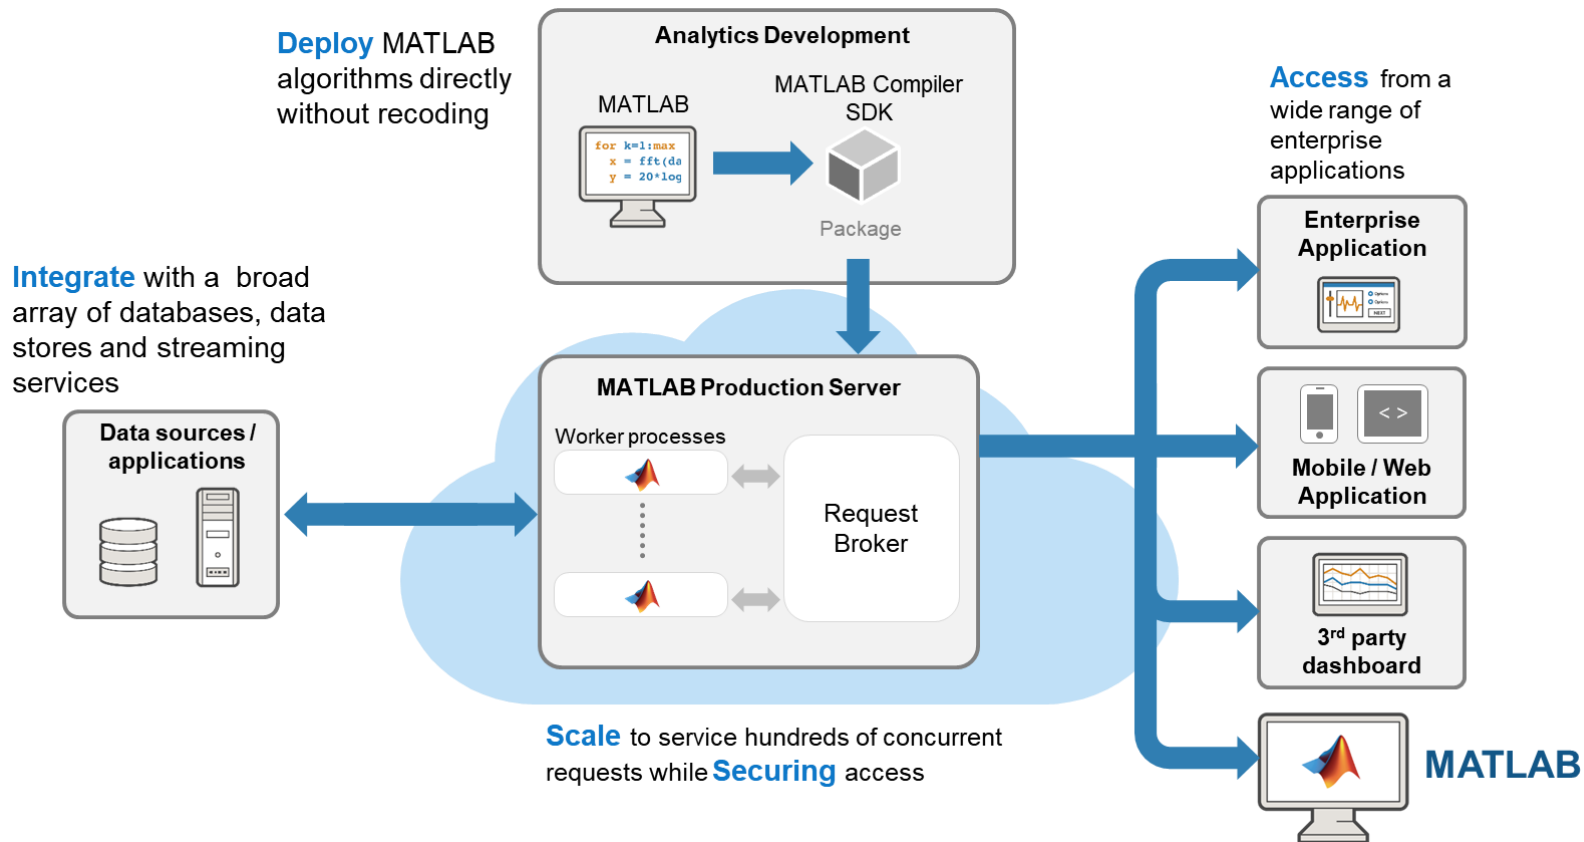 Deploy MATLAB
algorithms directly
without recoding
Analytics Development
MATLAB
MATLAB Compiler
SDK
for k=1:max
x = fft(da
y = 20*log
Package
Access from a
wide range of
enterprise
applications
Integrate with a broad
array of databases, data
stores and streaming
services
Data sources /
applications
MATLAB Production Server
Worker processes
Request
Broker
Scale to service hundreds of concurrent
requests while Securing access
Enterprise
Application
Options
Options
NEXT
< >
Mobile / Web
Application
3rd party
dashboard
MATLAB